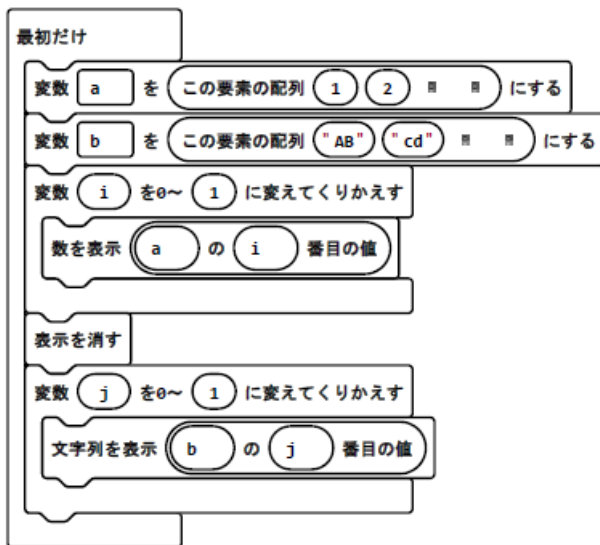 最初だけ
変数 a を この要素の配列 1 2 にする
変数 b を この要素の配列 "AB" "cd" にする
変数 i を0～ 1 に変えてくりかえす
数を表示 a の i 番目の値
表示を消す
変数 j を0～ 1 に変えてくりかえす
文字列を表示 b の j 番目の値